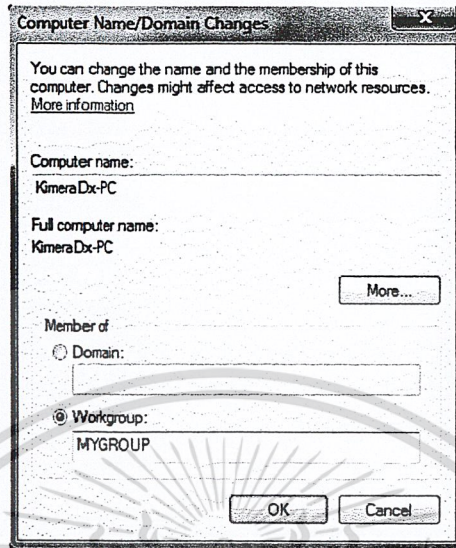 Computer Name/Domain Changes
You can change the name and the membership of this
computer. Changes might affect access to network resources.
More information
Computer name:
KimeraDx-PC
Full computer name:
KimeraDx-PC
More...
Member of
Domain:
Workgroup:
MYGROUP
OK
Cancel